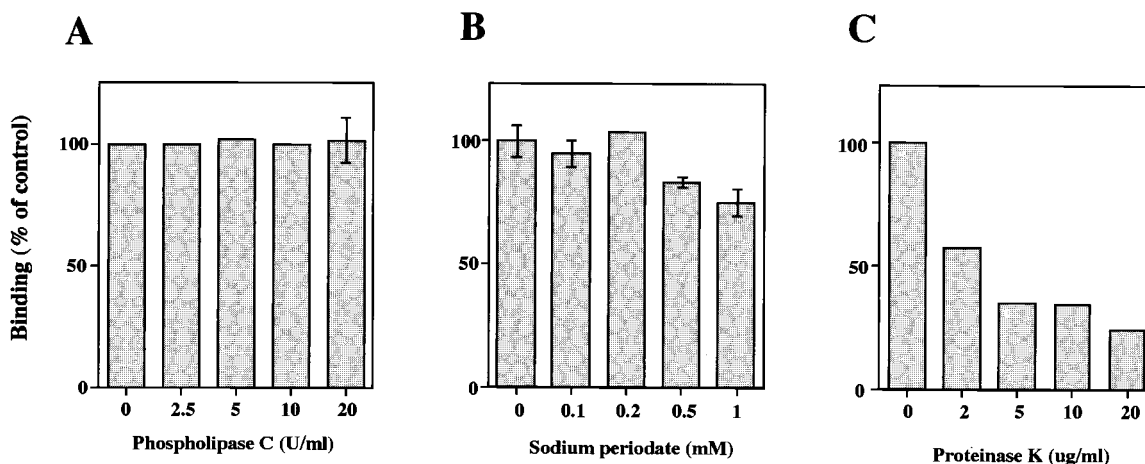 A
B
C
Binding (% of control)
100
50
0
0 2.5 5 10 20
Phospholipase C (U/ml)
100
50
0
0 0.1 0.2 0.5 1
Sodium periodate (mM)
100
50
0
0 2 5 10 20
Proteinase K (ug/ml)